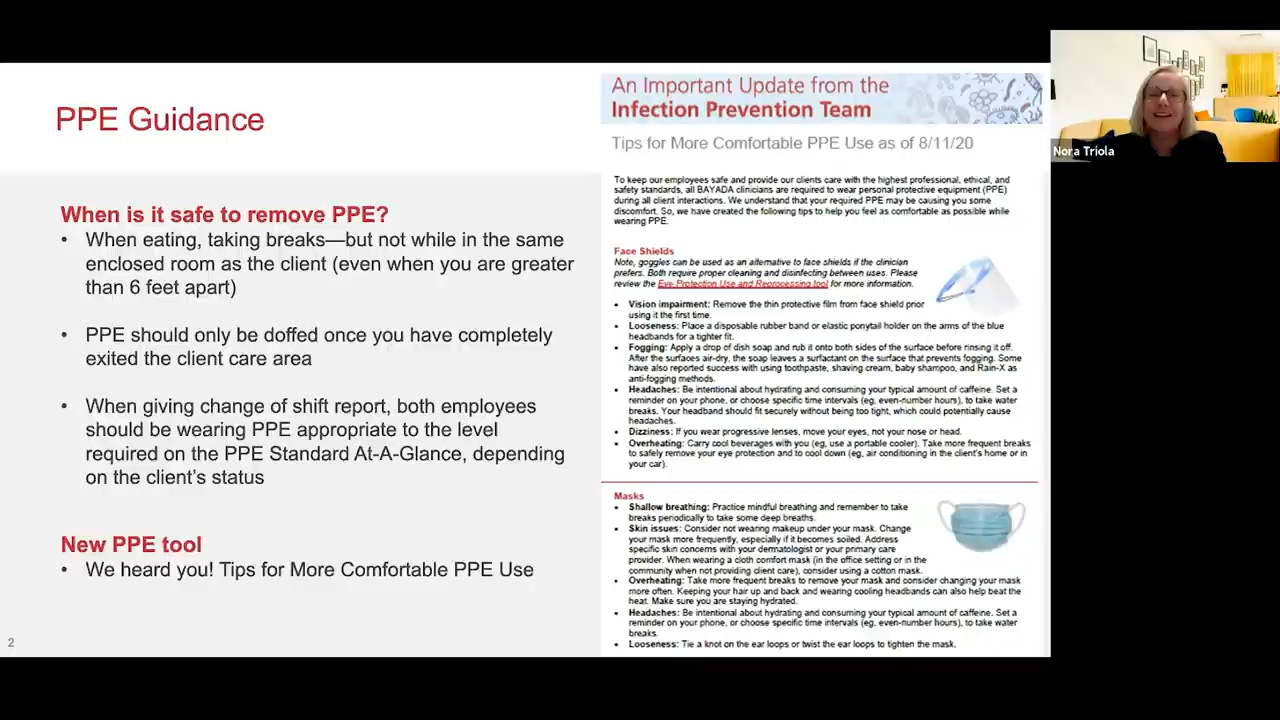 PPE Guidance
When is it safe to remove PPE?
• When eating, taking breaks—but not while in the same
enclosed room as the client (even when you are greater
than 6 feet apart)
• PPE should only be doffed once you have completely
exited the client care area
• When giving change of shift report, both employees
should be wearing PPE appropriate to the level
required on the PPE Standard At-A-Glance, depending
on the client's status
New PPE tool
• We heard you! Tips for More Comfortable PPE Use
2
An Important Update from the
Infection Prevention Team
Tips for More Comfortable PPE Use as of 8/11/20
To keep our employees safe and provide our clients care with the highest professional, ethical, and
safety standards, all BAYADA clinicians are required to wear personal protective equipment (PPE)
during all client interactions. We understand that your required PPE may be causing you some
discomfort. So, we have created the following tips to help you feel as comfortable as possible while
wearing PPE.
Face Shields
Note, goggles can be used as an alternative to face shields if the clinician
prefers. Both require proper cleaning and disinfecting between uses. Please
review the Eye Protection Use and Reprocessing tool for more information.
• Vision impairment: Remove the thin protective film from face shield prior
using it the first time.
• Looseness: Place a disposable rubber band or elastic ponytail holder on the arms of the blue
headbands for a tighter fit.
• Fogging: Apply a drop of dish soap and rub it onto both sides of the surface before rinsing it off.
After the surfaces air-dry, the soap leaves a surfactant on the surface that prevents fogging. Some
have also reported success with using toothpaste, shaving cream, baby shampoo, and Rain-X as
anti-fogging methods.
• Headaches: Be intentional about hydrating and consuming your typical amount of caffeine. Set a
reminder on your phone, or choose specific time intervals (eg, even-number hours), to take water
breaks. Your headband should fit securely without being too tight, which could potentially cause
headaches.
• Dizziness: If you wear progressive lenses, move your eyes, not your nose or head.
• Overheating: Carry cool beverages with you (eg, use a portable cooler). Take more frequent breaks
to safely remove your eye protection and to cool down (eg, air conditioning in the client's home or in
your car).
Masks
• Shallow breathing: Practice mindful breathing and remember to take
breaks periodically to take some deep breaths.
• Skin issues: Consider not wearing makeup under your mask. Change
your mask more frequently, especially if it becomes soiled. Address
specific skin concerns with your dermatologist or your primary care
provider. When wearing a cloth comfort mask (in the office setting or in the
community when not providing client care), consider using a cotton mask.
• Overheating: Take more frequent breaks to remove your mask and consider changing your mask
more often. Keeping your hair up and back and wearing cooling headbands can also help beat the
heat. Make sure you are staying hydrated.
• Headaches: Be intentional about hydrating and consuming your typical amount of caffeine. Set a
reminder on your phone, or choose specific time intervals (eg, even-number hours), to take water
breaks.
• Looseness: Tie a knot on the ear loops or twist the ear loops to tighten the mask.
Nora Triola